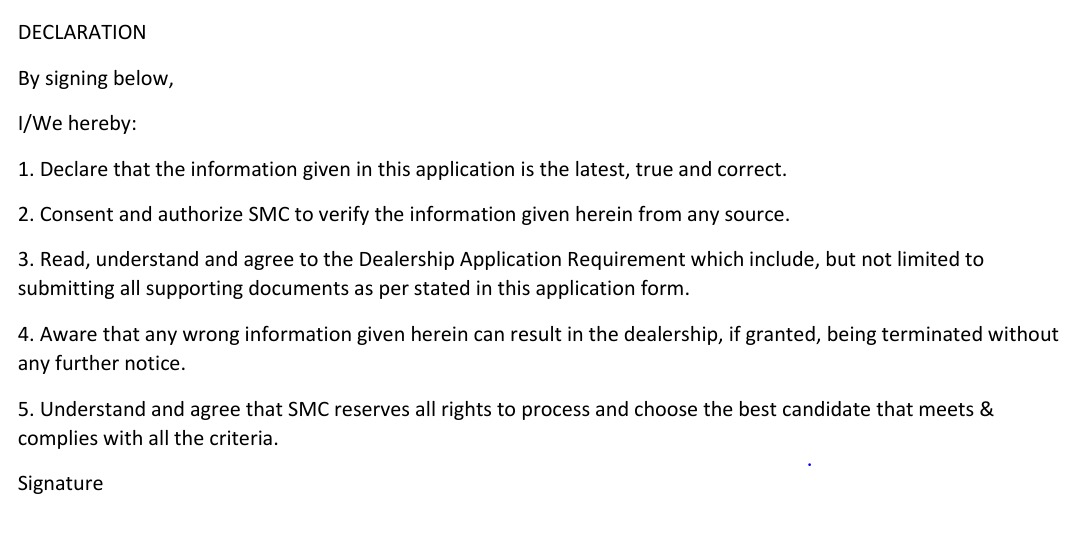 DECLARATION
By signing below,
I/We hereby:
1. Declare that the information given in this application is the latest, true and correct.
2. Consent and authorize SMC to verify the information given herein from any source.
3. Read, understand and agree to the Dealership Application Requirement which include, but not limited to
submitting all supporting documents as per stated in this application form.
4. Aware that any wrong information given herein can result in the dealership, if granted, being terminated without
any further notice.
5. Understand and agree that SMC reserves all rights to process and choose the best candidate that meets &
complies with all the criteria.
Signature